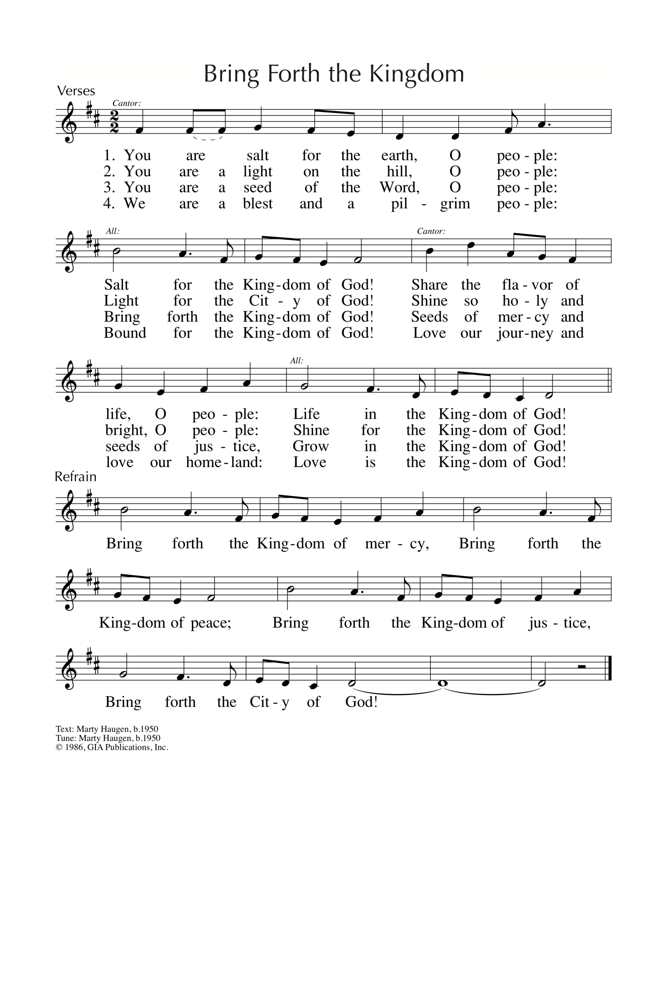 Bring Forth the Kingdom
Verses
Cantor:
2
2
1. You are salt for the earth, O peo - ple:
2. You are a light on the hill, O peo - ple:
3. You are a seed of the Word, O peo - ple:
4. We are a blest and a pil - grim peo - ple:
All: Cantor:
Salt for the King - dom of God! Share the fla - vor of
Light for the Cit - y of God! Shine so ho - ly and
Bring forth the King - dom of God! Seeds of mer - cy and
Bound for the King - dom of God! Love our jour - ney and
All:
life, O peo - ple: Life in the King - dom of God!
bright, O peo - ple: Shine for the King - dom of God!
seeds of jus - tice, Grow in the King - dom of God!
love our home - land: Love is the King - dom of God!
Refrain
Bring forth the King - dom of mer - cy, Bring forth the
King - dom of peace; Bring forth the King - dom of jus - tice,
Bring forth the Cit - y of God!
Text: Marty Haugen, b.1950
Tune: Marty Haugen, b.1950
© 1986, GIA Publications, Inc.